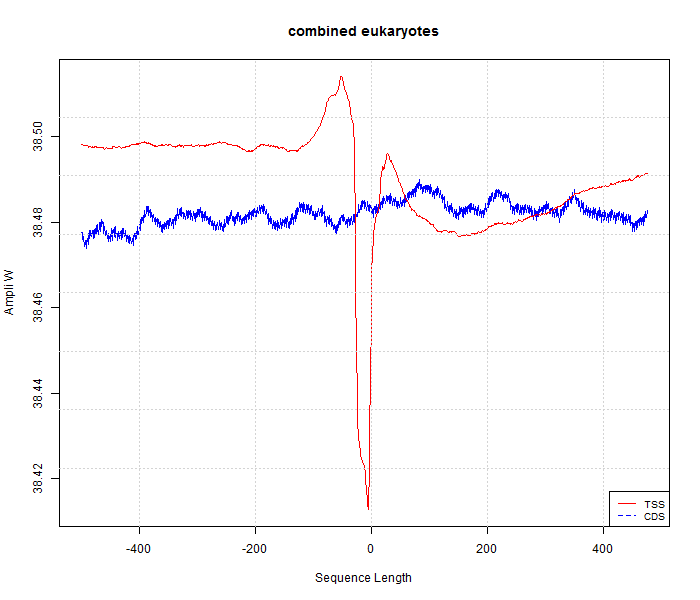 combined eukaryotes
Ampli W
38.50
38.48
38.46
38.44
38.42
TSS
CDS
-400
-200
0
200
400
Sequence Length